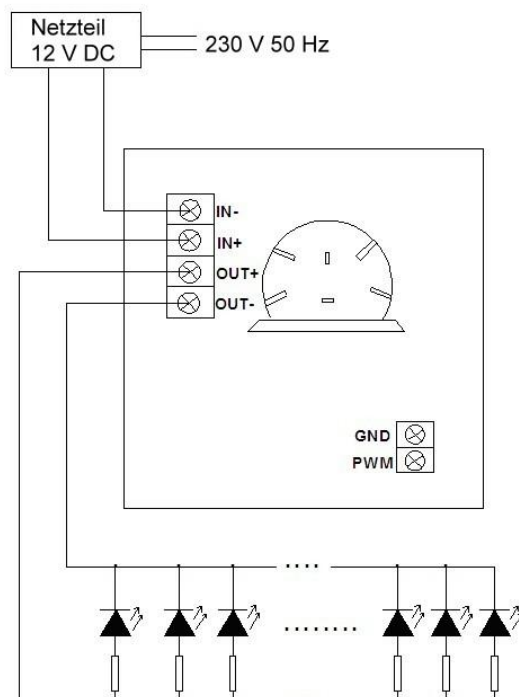 Netzteil
12 V DC
230 V 50 Hz
IN-
IN+
OUT+
OUT-
GND
PWM